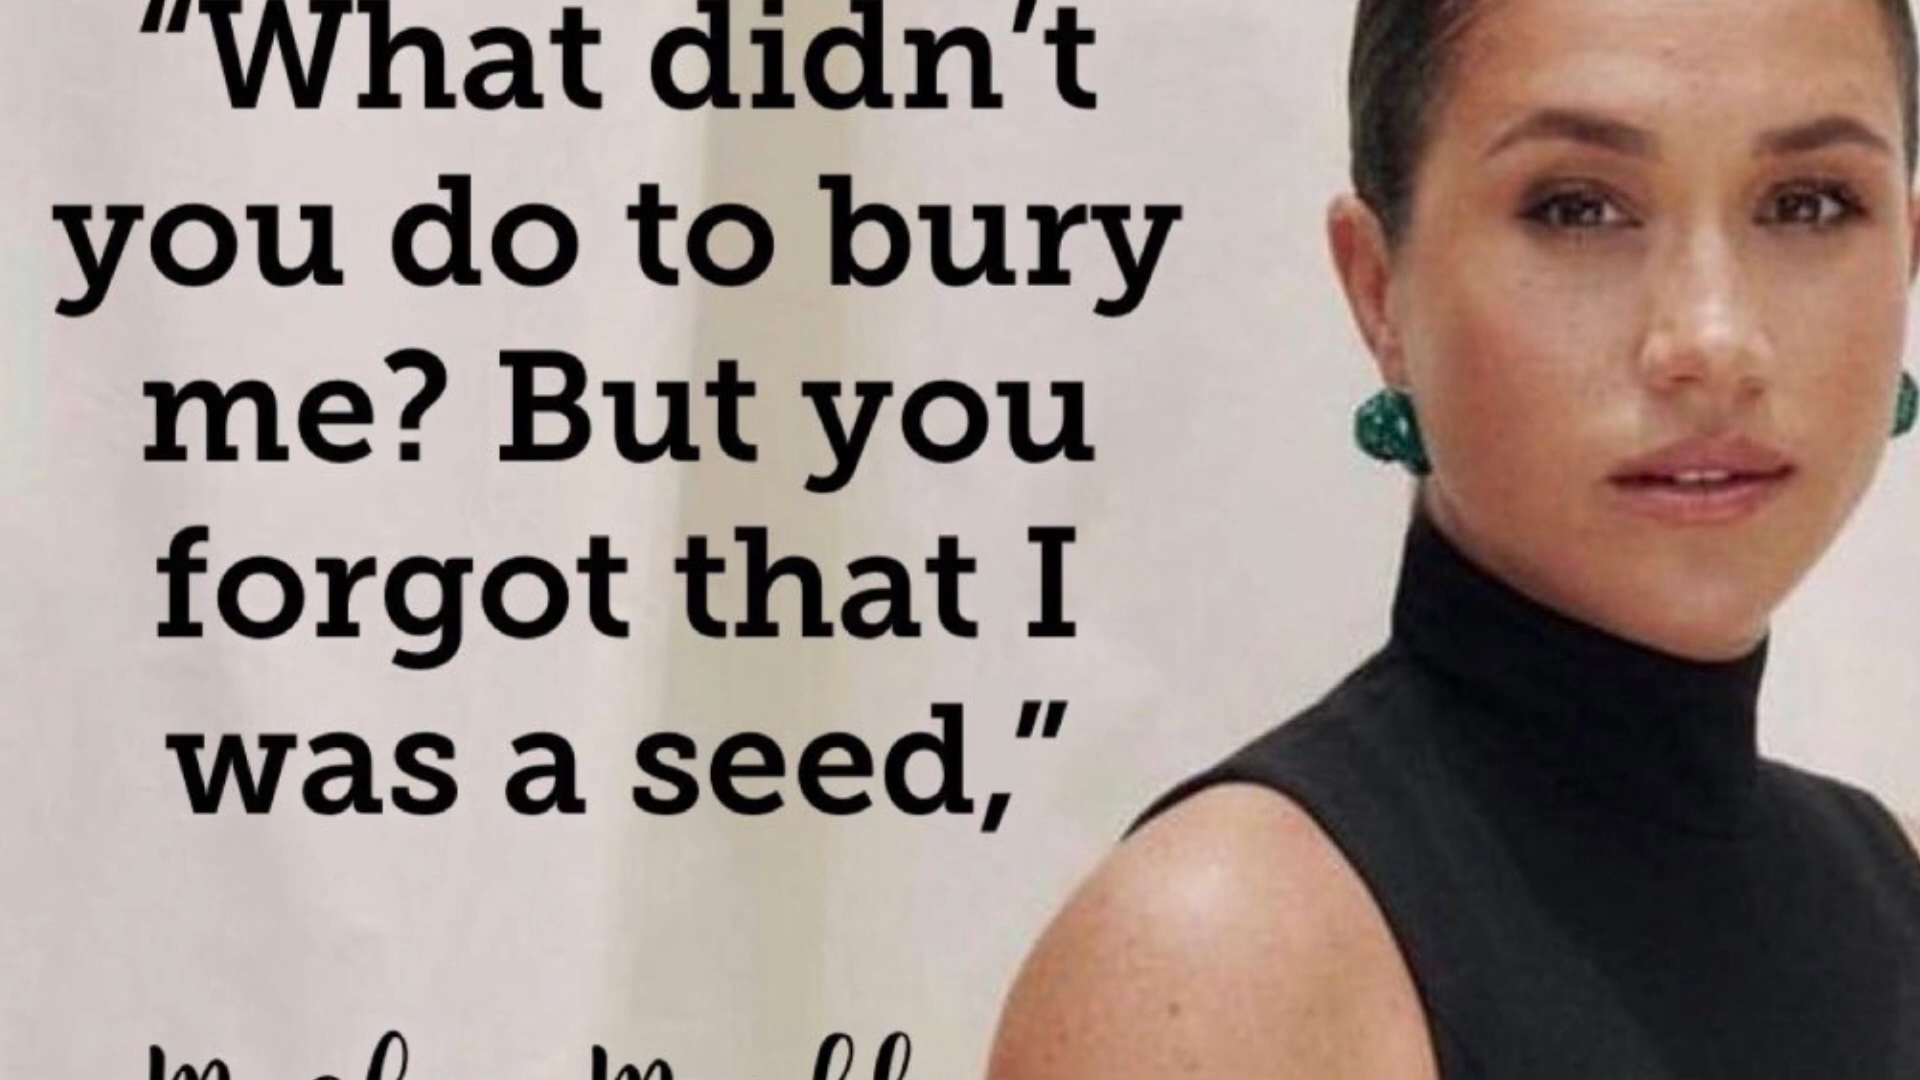 “What didn’t
you do to bury
me? But you
forgot that I
was a seed,”